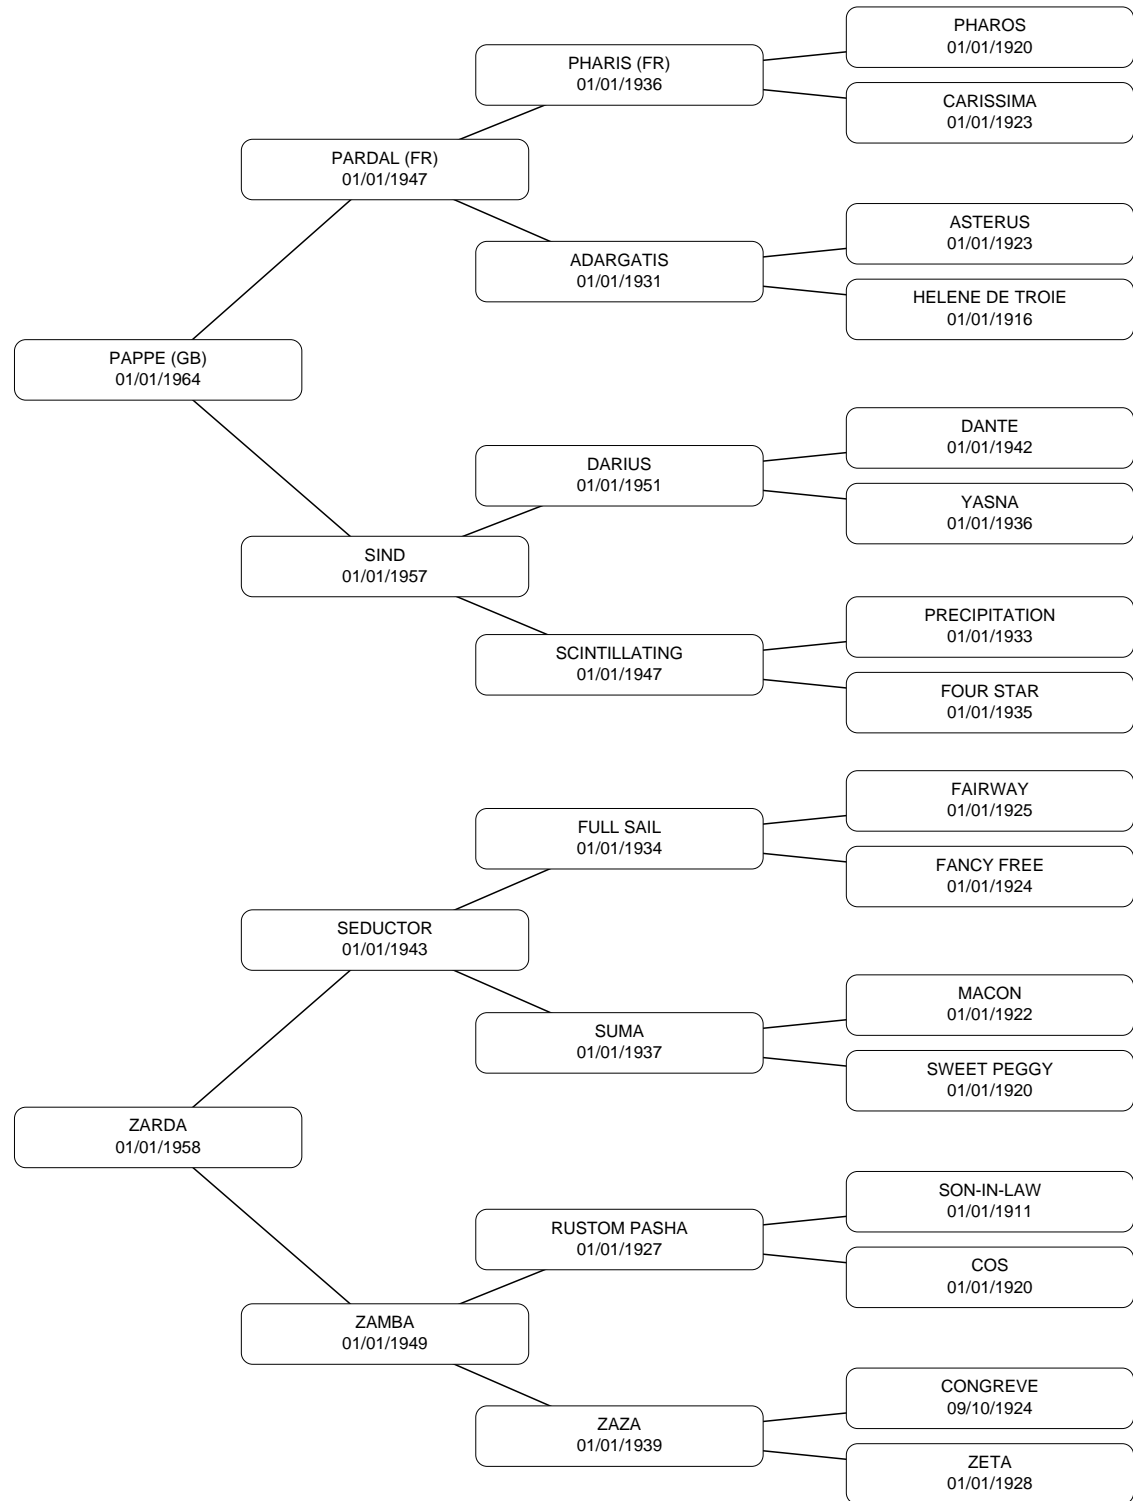 PHAROS
01/01/1920
PHARIS (FR)
01/01/1936
CARISSIMA
01/01/1923
PARDAL (FR)
01/01/1947
ASTERUS
01/01/1923
ADARGATIS
01/01/1931
HELENE DE TROIE
01/01/1916
PAPPE (GB)
01/01/1964
DANTE
01/01/1942
DARIUS
01/01/1951
YASNA
01/01/1936
SIND
01/01/1957
PRECIPITATION
01/01/1933
SCINTILLATING
01/01/1947
FOUR STAR
01/01/1935
FAIRWAY
01/01/1925
FULL SAIL
01/01/1934
FANCY FREE
01/01/1924
SEDUCTOR
01/01/1943
MACON
01/01/1922
SUMA
01/01/1937
SWEET PEGGY
01/01/1920
ZARDA
01/01/1958
SON-IN-LAW
01/01/1911
RUSTOM PASHA
01/01/1927
COS
01/01/1920
ZAMBA
01/01/1949
CONGREVE
09/10/1924
ZAZA
01/01/1939
ZETA
01/01/1928